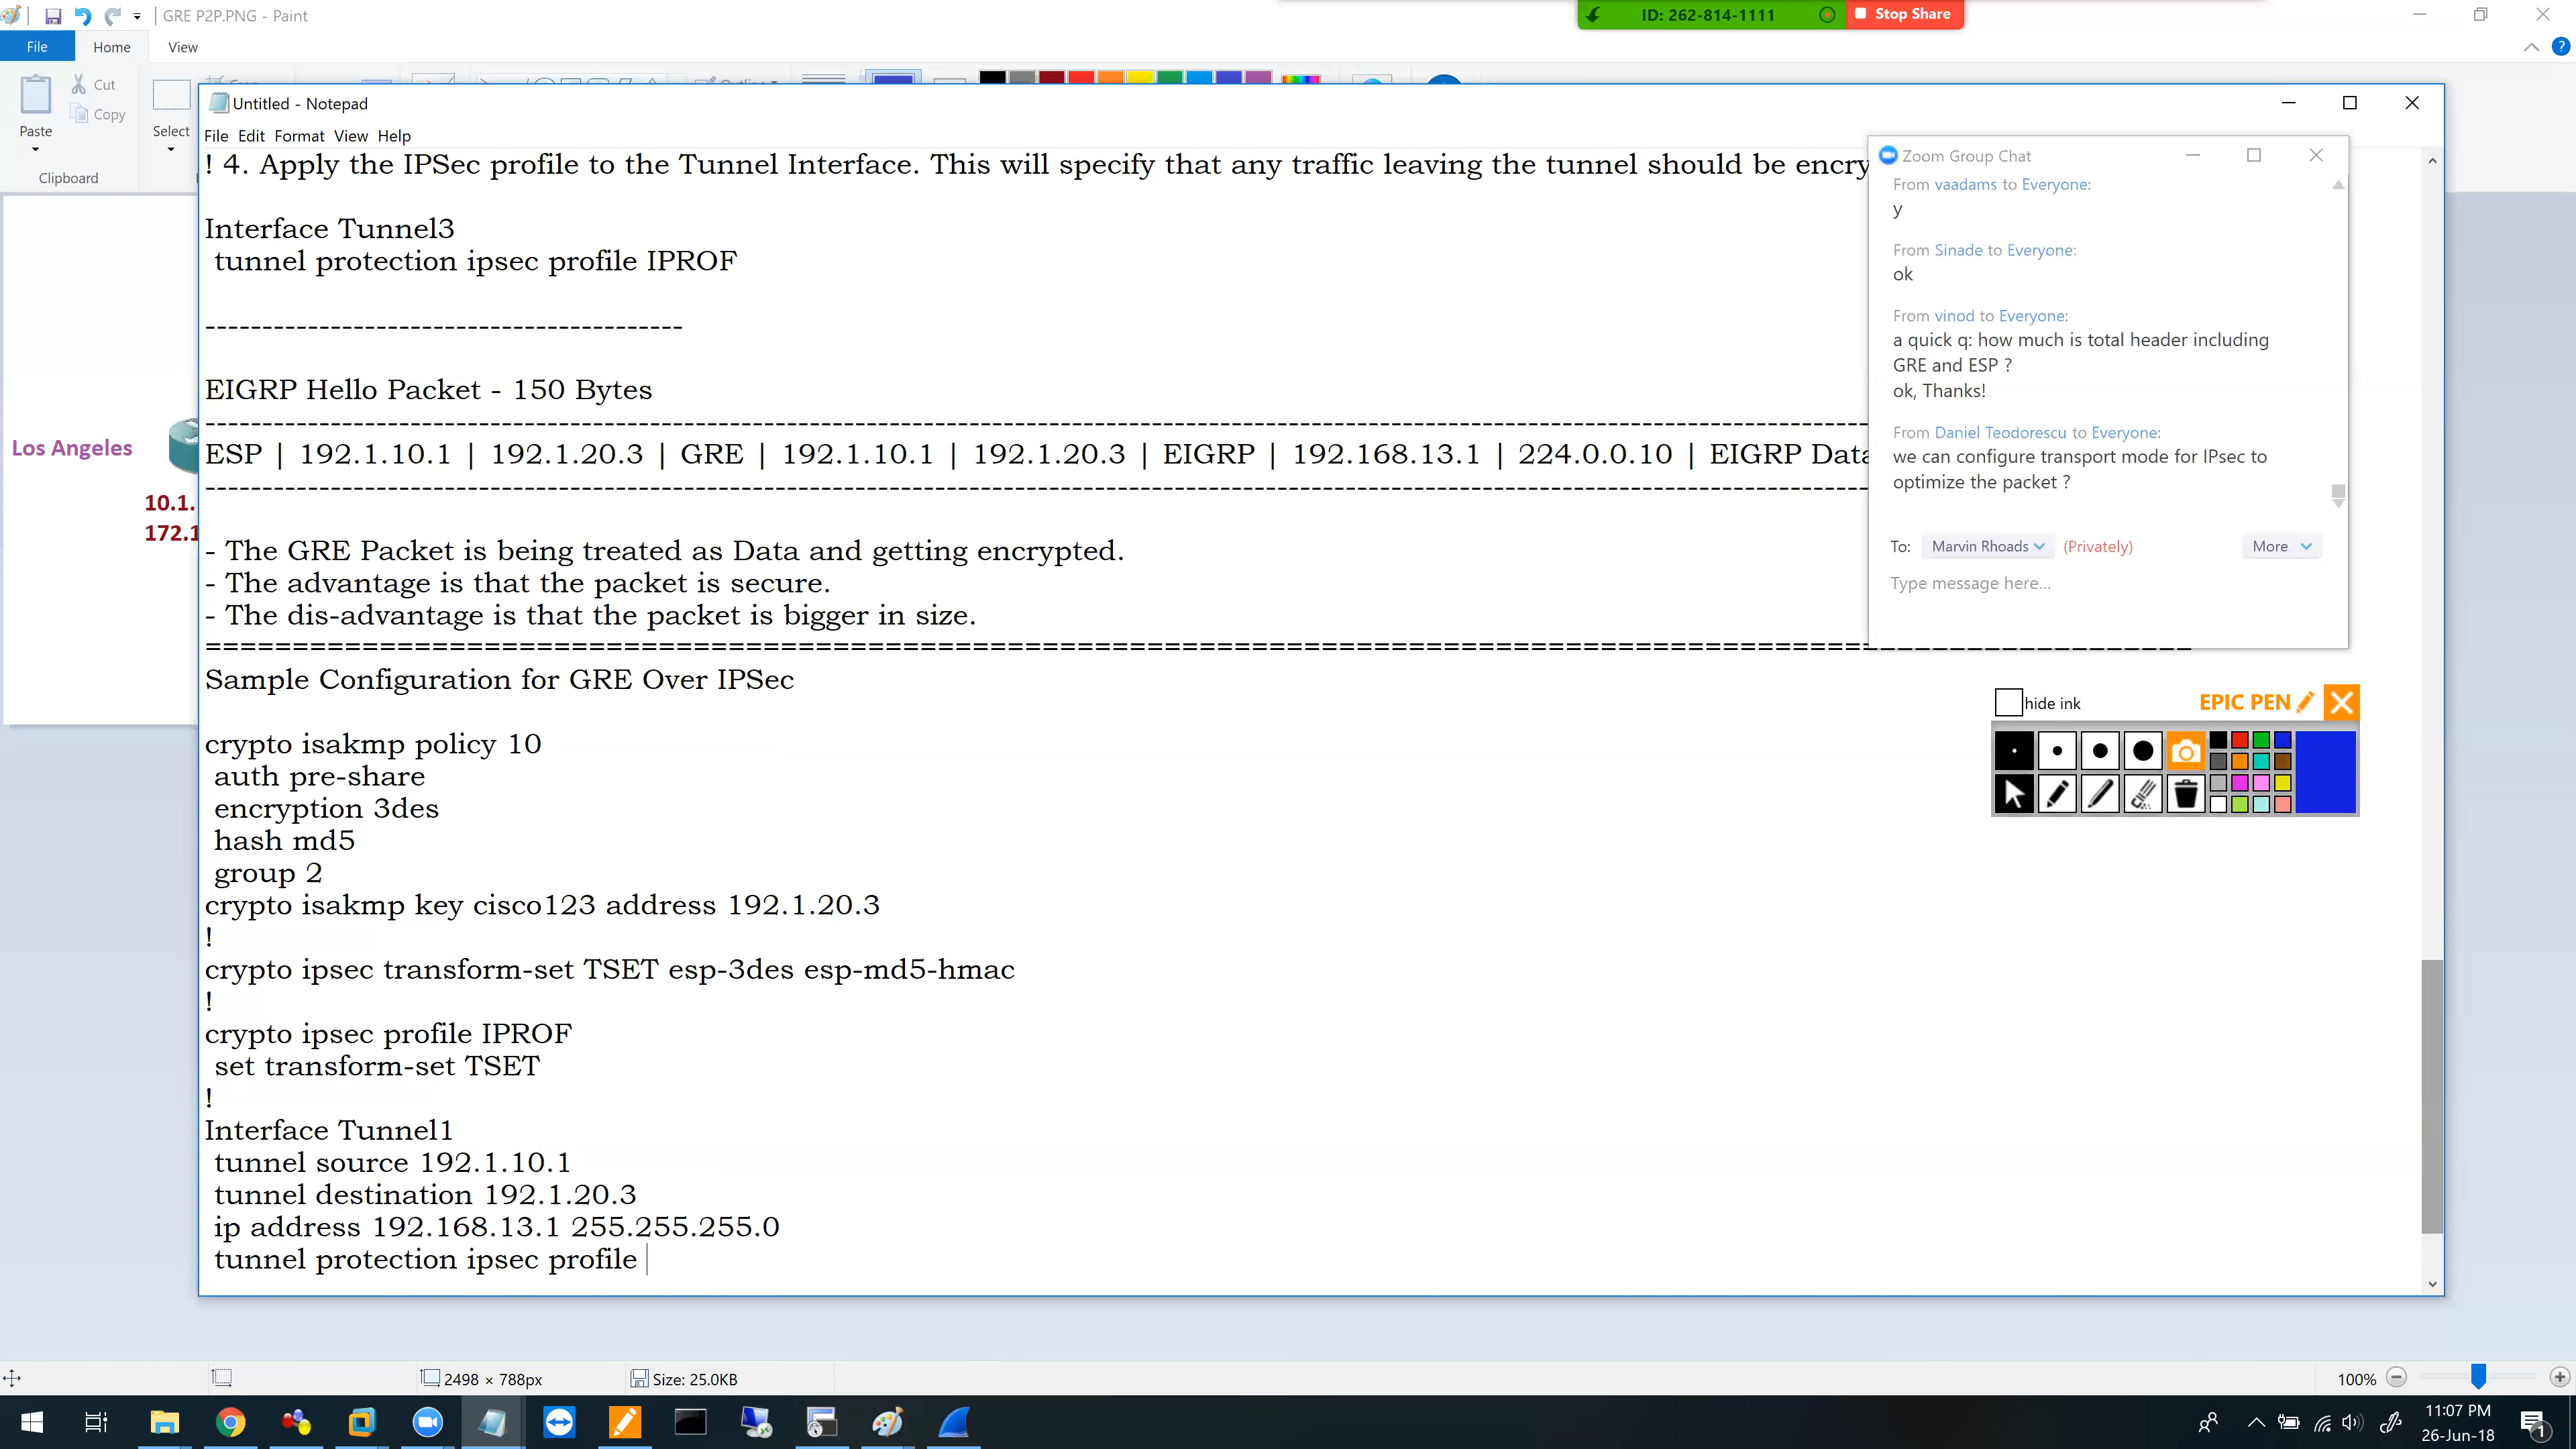 GRE P2P.PNG - Paint
ID: 262-814-1111
Stop Share
File
Home
View
Cut
Copy
Paste
Select
Clipboard
Untitled - Notepad
File Edit Format View Help
! 4. Apply the IPSec profile to the Tunnel Interface. This will specify that any traffic leaving the tunnel should be encry
Interface Tunnel3
tunnel protection ipsec profile IPROF
------------------------------------------
EIGRP Hello Packet - 150 Bytes
ESP | 192.1.10.1 | 192.1.20.3 | GRE | 192.1.10.1 | 192.1.20.3 | EIGRP | 192.168.13.1 | 224.0.0.10 | EIGRP Data
- The GRE Packet is being treated as Data and getting encrypted.
- The advantage is that the packet is secure.
- The dis-advantage is that the packet is bigger in size.
Sample Configuration for GRE Over IPSec
crypto isakmp policy 10
auth pre-share
encryption 3des
hash md5
group 2
crypto isakmp key cisco123 address 192.1.20.3
!
crypto ipsec transform-set TSET esp-3des esp-md5-hmac
!
crypto ipsec profile IPROF
set transform-set TSET
!
Interface Tunnel1
tunnel source 192.1.10.1
tunnel destination 192.1.20.3
ip address 192.168.13.1 255.255.255.0
tunnel protection ipsec profile
Los Angeles
10.1.
172.1
Zoom Group Chat
From vaadams to Everyone:
y
From Sinade to Everyone:
ok
From vinod to Everyone:
a quick q: how much is total header including
GRE and ESP ?
ok, Thanks!
From Daniel Teodorescu to Everyone:
we can configure transport mode for IPsec to
optimize the packet ?
To: Marvin Rhoads (Privately) More
Type message here...
hide ink
EPIC PEN
2498 × 788px
Size: 25.0KB
100%
11:07 PM
26-Jun-18
1